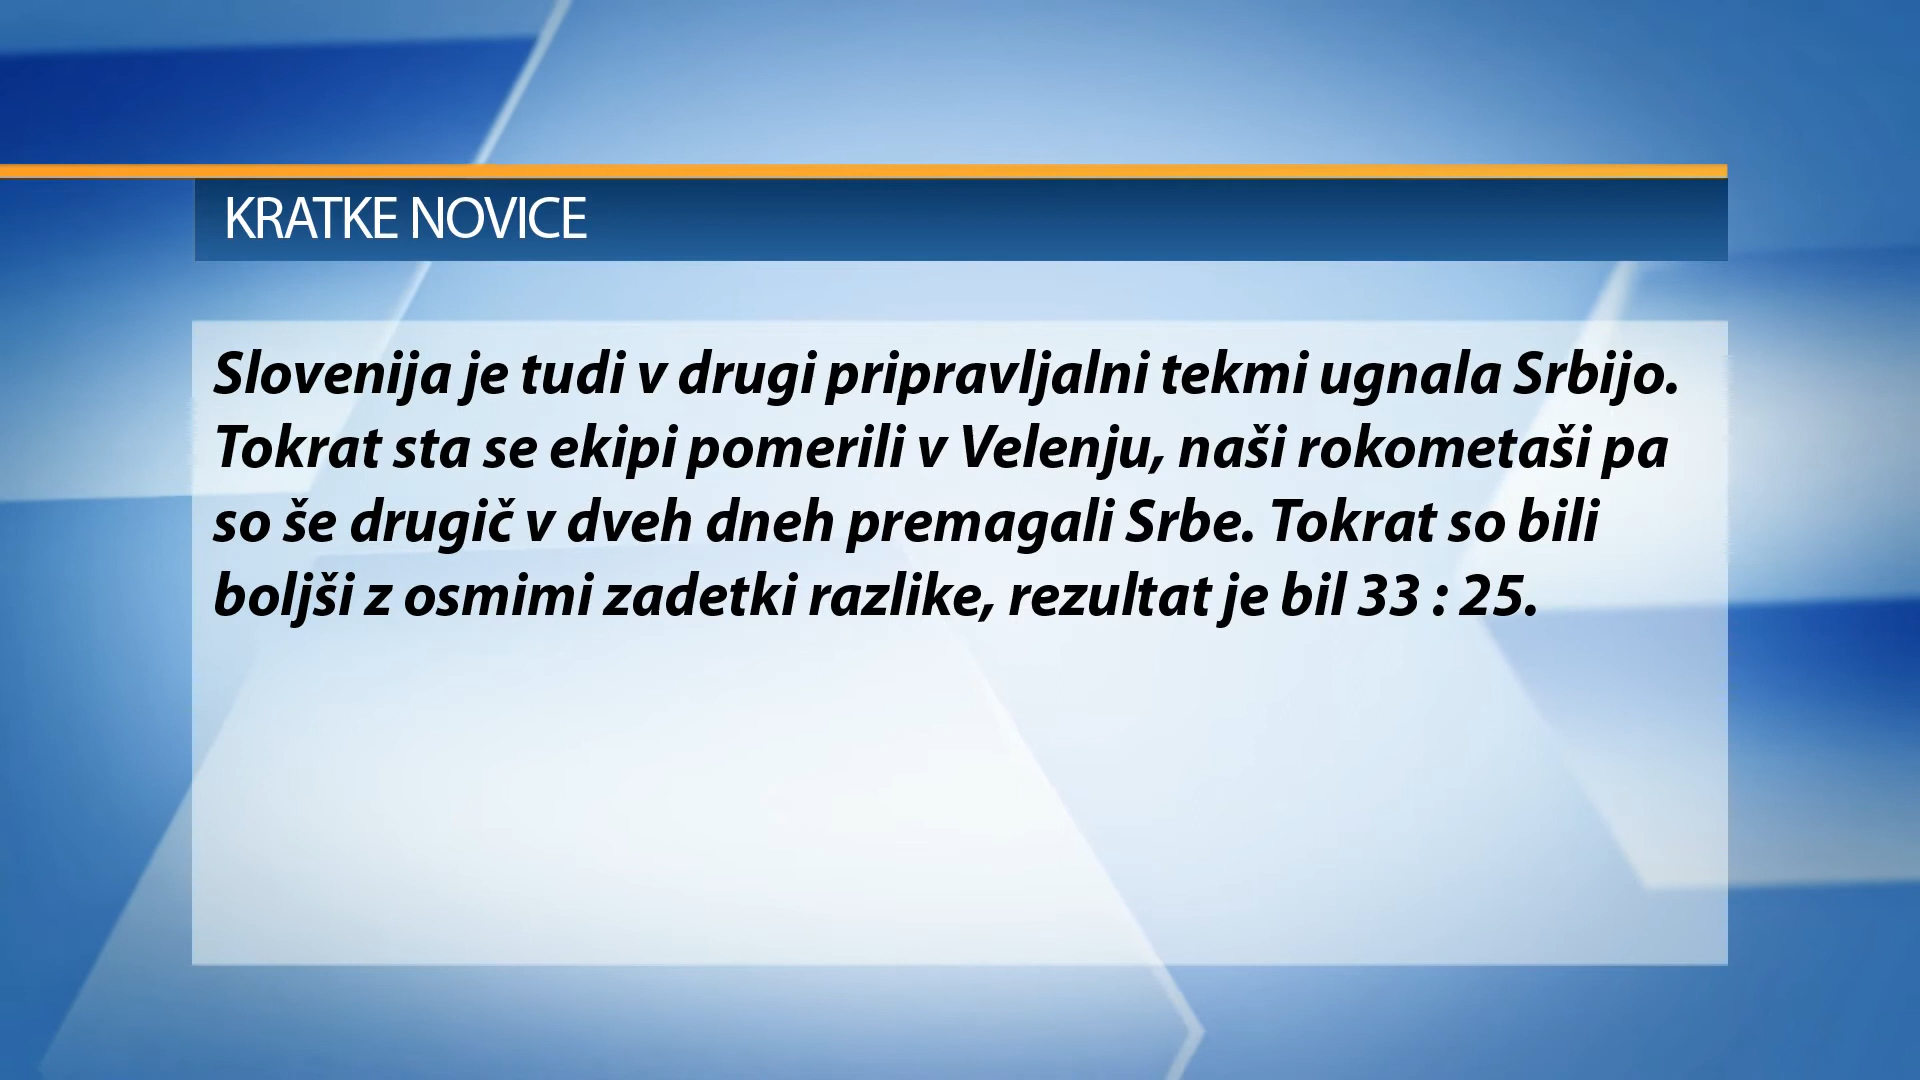 KRATKE NOVICE
Slovenija je tudi v drugi pripravljalni tekmi ugnala Srbijo.
Tokrat sta se ekipi pomerili v Velenju, naši rokometaši pa
so še drugič v dveh dneh premagali Srbe. Tokrat so bili
boljši z osmimi zadetki razlike, rezultat je bil 33 : 25.